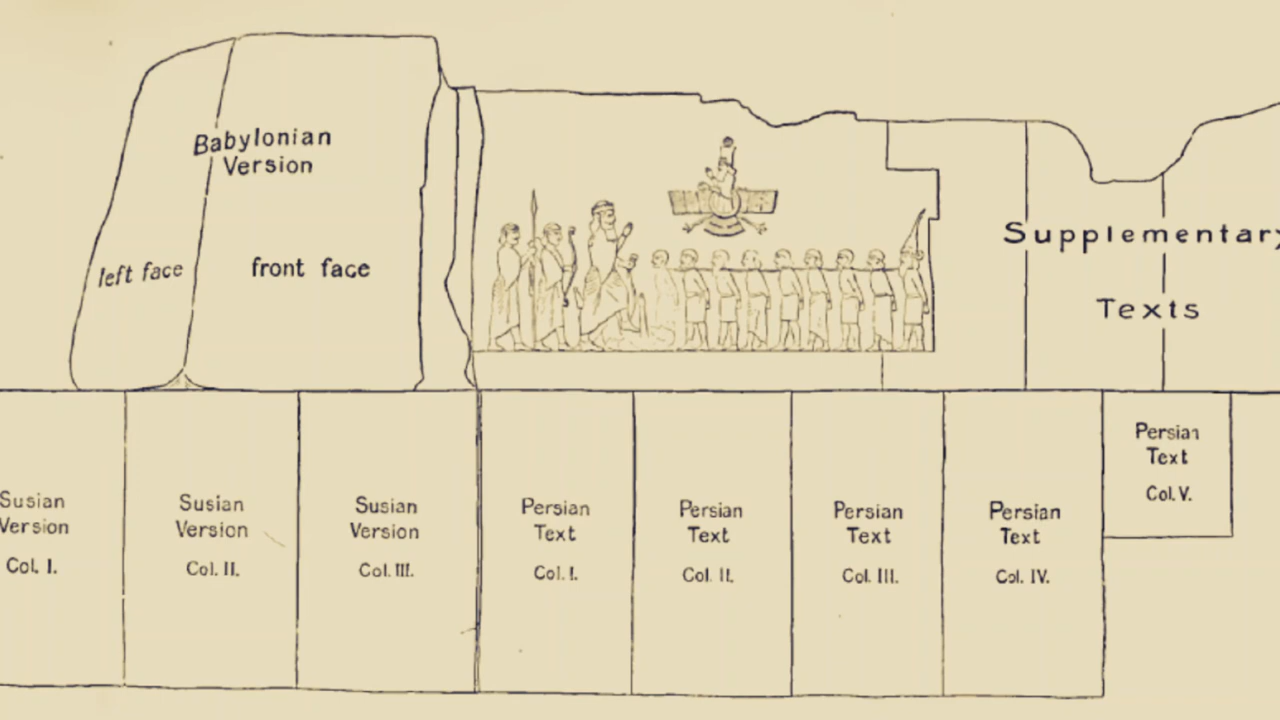 Babylonian
Version
left face
front face
Supplementary
Texts
Susian
Version
Col. I.
Susian
Version
Col. II.
Susian
Version
Col. III.
Persian
Text
Col. I.
Persian
Text
Col. II.
Persian
Text
Col. III.
Persian
Text
Col. IV.
Persian
Text
Col. V.